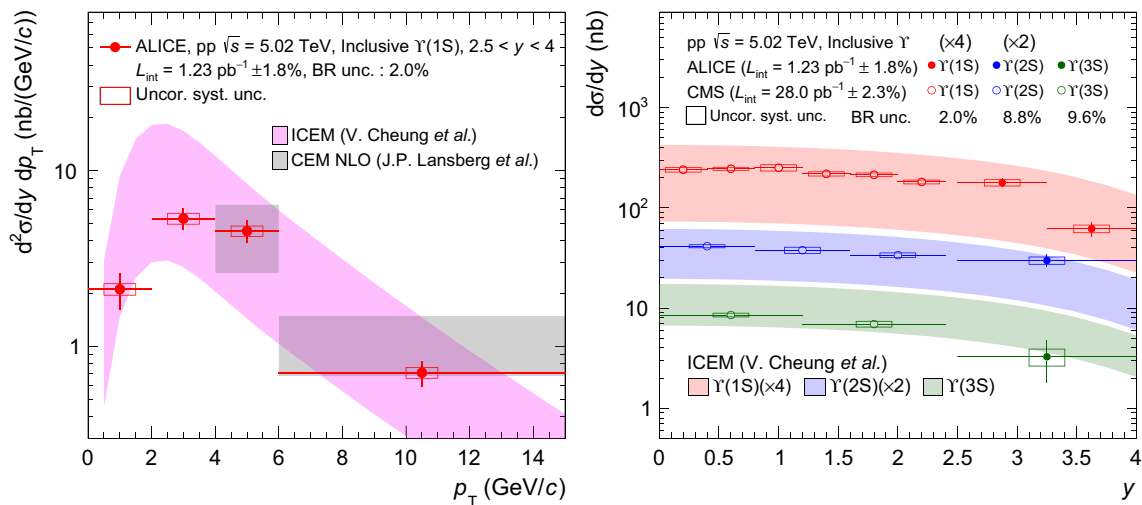 ALICE, pp √s = 5.02 TeV, Inclusive ϒ(1S), 2.5 < y < 4
L_int = 1.23 pb⁻¹ ±1.8%, BR unc. : 2.0%
Uncor. syst. unc.
ICEM (V. Cheung et al.)
CEM NLO (J.P. Lansberg et al.)
d²σ/dy dp_T (nb/(GeV/c))
10
1
0 2 4 6 8 10 12 14
p_T (GeV/c)
pp √s = 5.02 TeV, Inclusive ϒ (×4) (×2)
ALICE (L_int = 1.23 pb⁻¹ ± 1.8%) ϒ(1S) ϒ(2S) ϒ(3S)
CMS (L_int = 28.0 pb⁻¹ ± 2.3%) ϒ(1S) ϒ(2S) ϒ(3S)
Uncor. syst. unc. BR unc. 2.0% 8.8% 9.6%
dσ/dy (nb)
10³
10²
10
1
ICEM (V. Cheung et al.)
ϒ(1S)(×4) ϒ(2S)(×2) ϒ(3S)
0 0.5 1 1.5 2 2.5 3 3.5 4
y